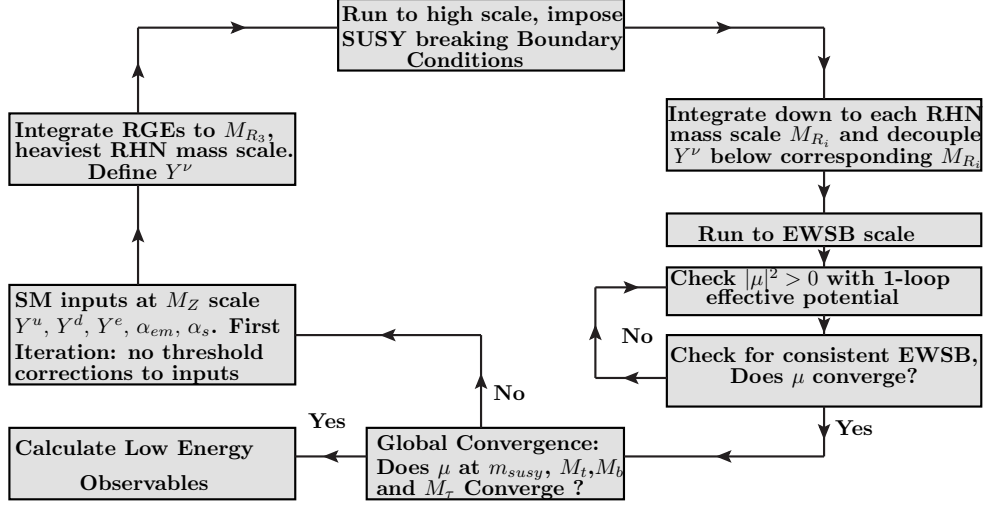 Run to high scale, impose
SUSY breaking Boundary
Conditions
Integrate RGEs to $M_{R_3}$,
heaviest RHN mass scale.
Define $Y^\nu$
Integrate down to each RHN
mass scale $M_{R_i}$ and decouple
$Y^\nu$ below corresponding $M_{R_i}$
Run to EWSB scale
Check $|\mu|^2 > 0$ with 1-loop
effective potential
No
Check for consistent EWSB,
Does $\mu$ converge?
Yes
SM inputs at $M_Z$ scale
$Y^u$, $Y^d$, $Y^e$, $\alpha_{em}$, $\alpha_s$. First
Iteration: no threshold
corrections to inputs
No
Yes
Global Convergence:
Does $\mu$ at $m_{susy}$, $M_t$,$M_b$
and $M_\tau$ Converge ?
Calculate Low Energy
Observables